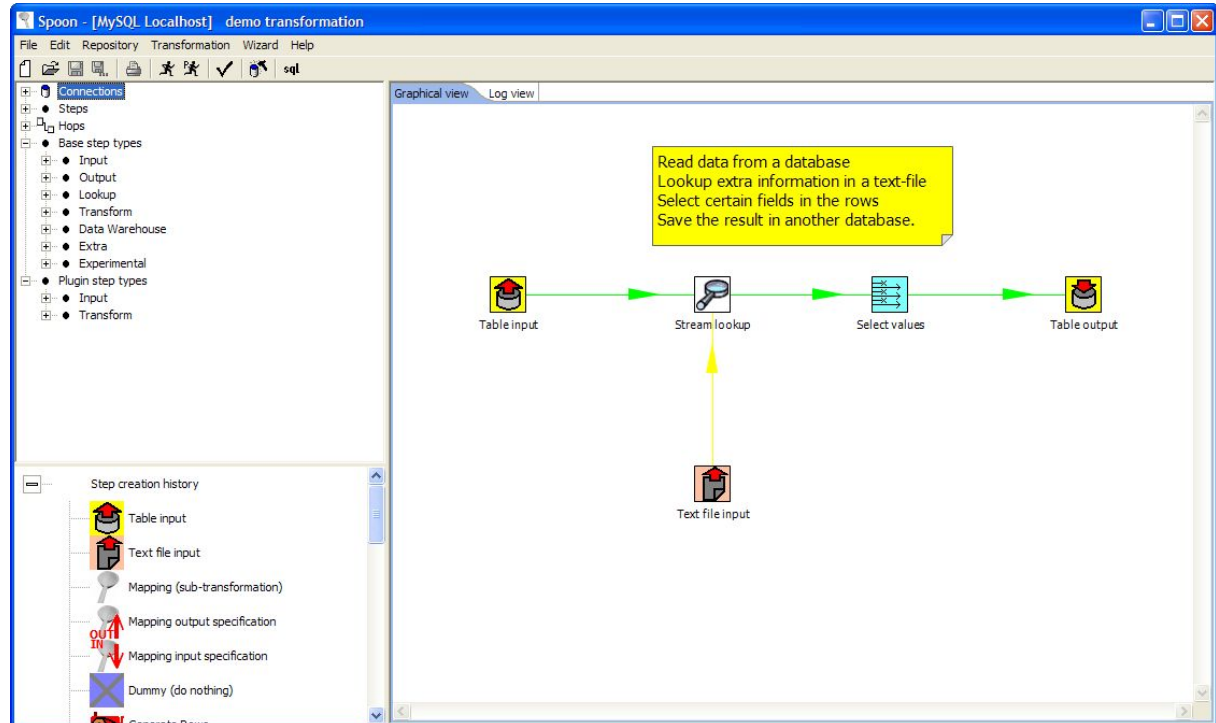 Spoon - [MySQL Localhost] demo transformation
File Edit Repository Transformation Wizard Help
sql
Connections
Steps
Hops
Base step types
Input
Output
Lookup
Transform
Data Warehouse
Extra
Experimental
Plugin step types
Input
Transform
Step creation history
Table input
Text file input
Mapping (sub-transformation)
OUT
Mapping output specification
IN
Mapping input specification
Dummy (do nothing)
Generate Rows
Graphical view Log view
Read data from a database
Lookup extra information in a text-file
Select certain fields in the rows
Save the result in another database.
Table input Stream lookup Select values Table output
Text file input